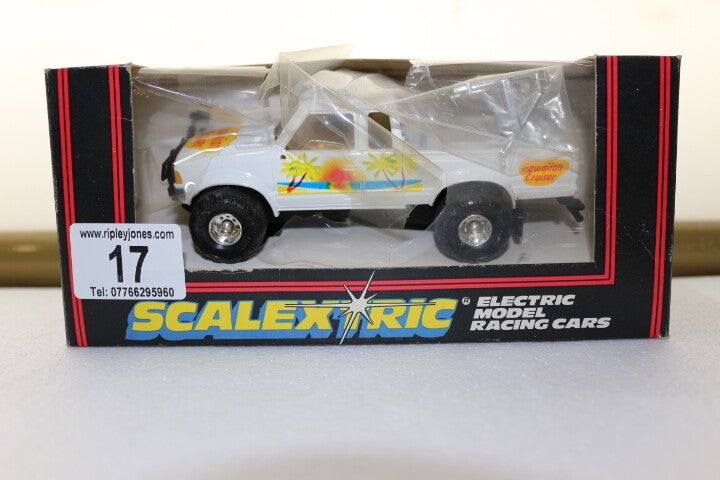 Hawaiian
Cruiser
www.ripleyjones.com
17
Tel: 07766295960
SCALEXTRIC®
ELECTRIC
MODEL
RACING CARS